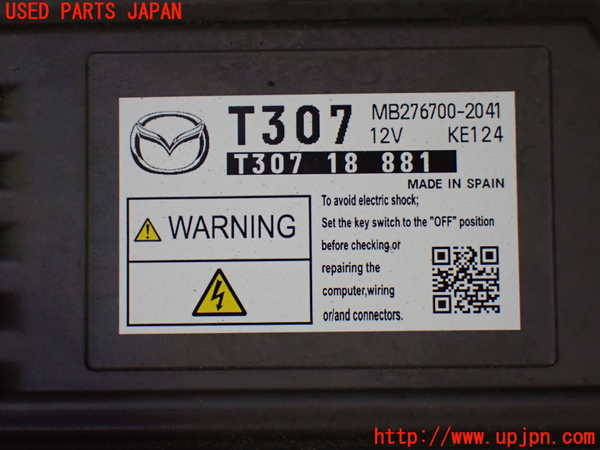 USED PARTS JAPAN
T307
MB276700-2041
12V KE124
T307 18 881
MADE IN SPAIN
WARNING
To avoid electric shock;
Set the key switch to the "OFF" position
before checking,or
repairing the
computer,wiring
or/and connectors.
http://www.upjpn.com/